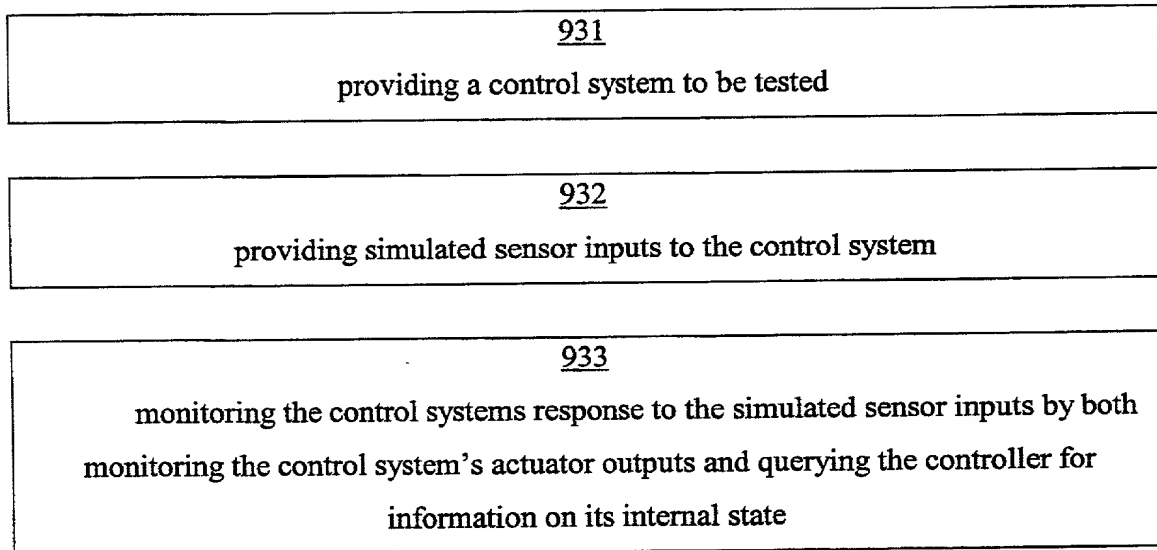 931
providing a control system to be tested
932
providing simulated sensor inputs to the control system
933
monitoring the control systems response to the simulated sensor inputs by both
monitoring the control system’s actuator outputs and querying the controller for
information on its internal state